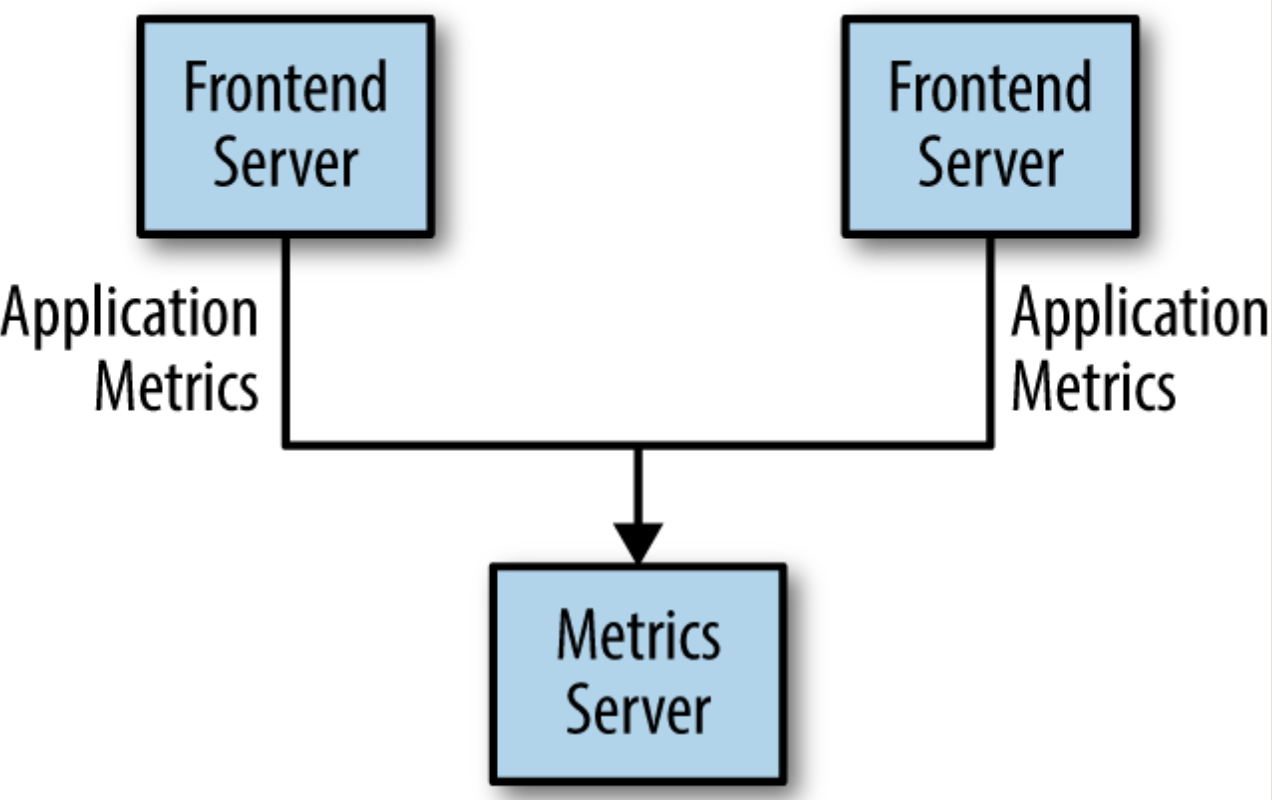 Frontend
Server
Frontend
Server
Application
Metrics
Application
Metrics
Metrics
Server